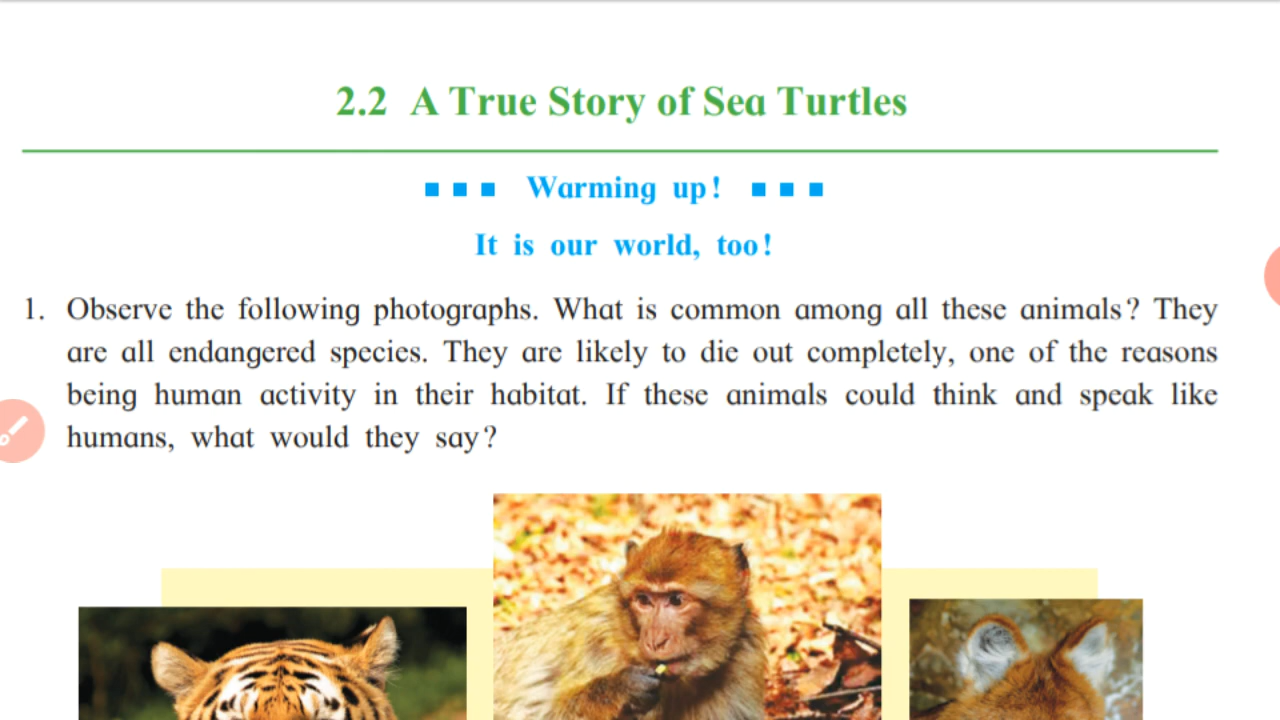 2.2 A True Story of Sea Turtles
Warming up!
It is our world, too!
1. Observe the following photographs. What is common among all these animals? They
are all endangered species. They are likely to die out completely, one of the reasons
being human activity in their habitat. If these animals could think and speak like
humans, what would they say?